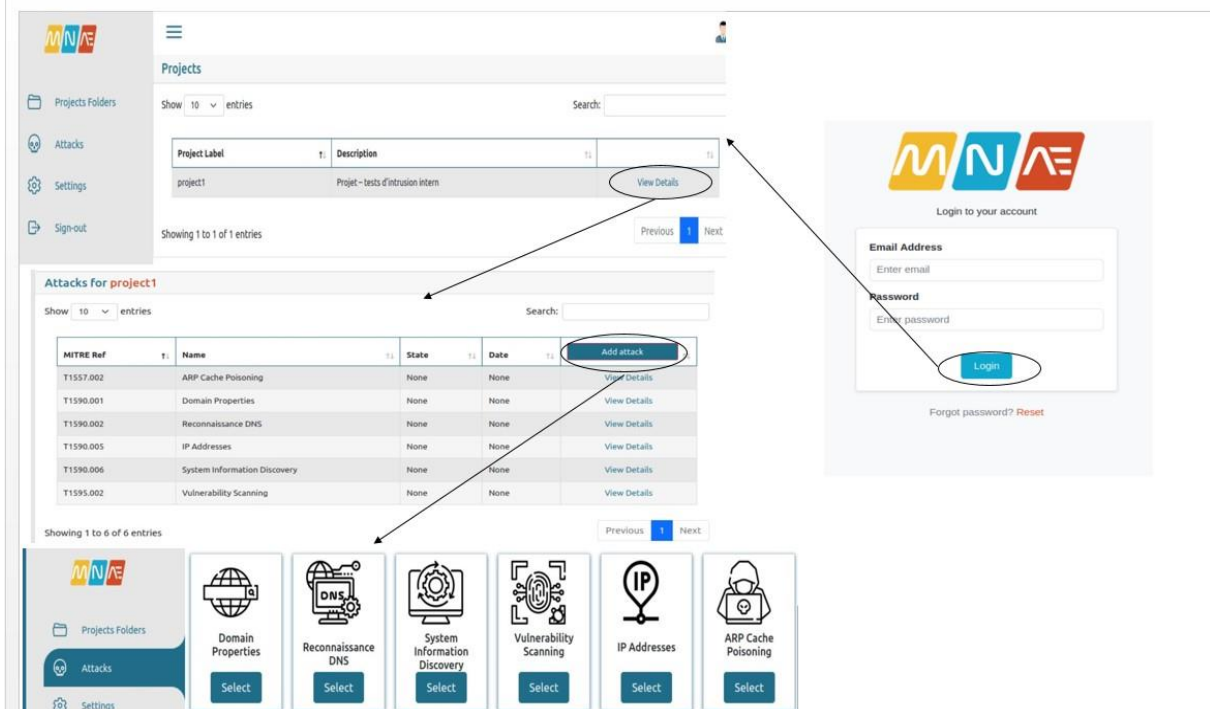 MNAE
Projects
Projects Folders
Attacks
Settings
Sign-out
Show 10 entries
Search:
Project Label Description
project1 Projet – tests d'intrusion intern View Details
Showing 1 to 1 of 1 entries
Previous 1 Next
Attacks for project1
Show 10 entries
Search:
MITRE Ref Name State Date Add attack
T1557.002 ARP Cache Poisoning None None View Details
T1590.001 Domain Properties None None View Details
T1590.002 Reconnaissance DNS None None View Details
T1590.005 IP Addresses None None View Details
T1590.006 System Information Discovery None None View Details
T1595.002 Vulnerability Scanning None None View Details
Showing 1 to 6 of 6 entries
Previous 1 Next
MNAE
Projects Folders
Attacks
Settings
DNS
IP
Domain
Properties
Select
Reconnaissance
DNS
Select
System
Information
Discovery
Select
Vulnerability
Scanning
Select
IP Addresses
Select
ARP Cache
Poisoning
Select
MNAE
Login to your account
Email Address
Enter email
Password
Enter password
Login
Forgot password? Reset